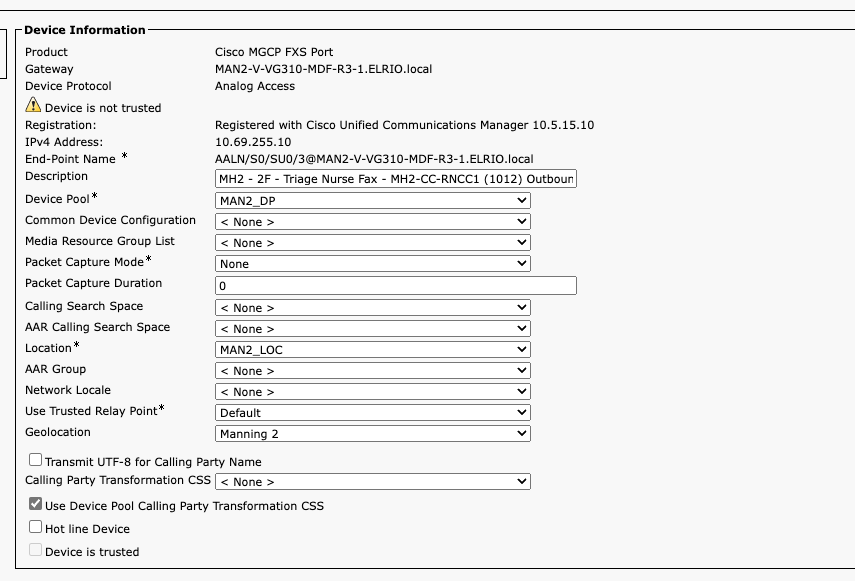 Device Information
Product Cisco MGCP FXS Port
Gateway MAN2-V-VG310-MDF-R3-1.ELRIO.local
Device Protocol Analog Access
Device is not trusted
Registration: Registered with Cisco Unified Communications Manager 10.5.15.10
IPv4 Address: 10.69.255.10
End-Point Name * AALN/S0/SU0/3@MAN2-V-VG310-MDF-R3-1.ELRIO.local
Description MH2 - 2F - Triage Nurse Fax - MH2-CC-RNCC1 (1012) Outboun
Device Pool* MAN2_DP
Common Device Configuration < None >
Media Resource Group List < None >
Packet Capture Mode* None
Packet Capture Duration 0
Calling Search Space < None >
AAR Calling Search Space < None >
Location* MAN2_LOC
AAR Group < None >
Network Locale < None >
Use Trusted Relay Point* Default
Geolocation Manning 2
Transmit UTF-8 for Calling Party Name
Calling Party Transformation CSS < None >
Use Device Pool Calling Party Transformation CSS
Hot line Device
Device is trusted